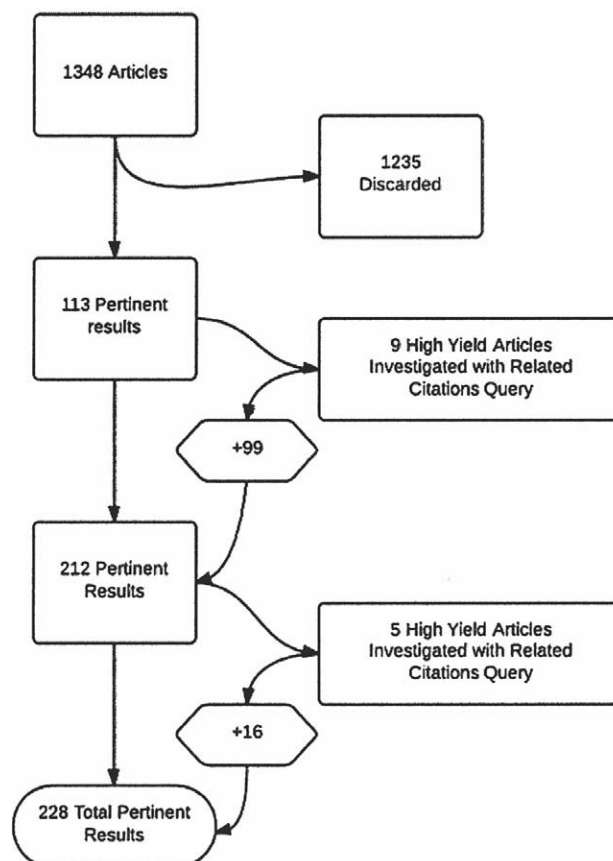 1348 Articles
1235
Discarded
113 Pertinent
results
9 High Yield Articles
Investigated with Related
Citations Query
+99
212 Pertinent
Results
5 High Yield Articles
Investigated with Related
Citations Query
+16
228 Total Pertinent
Results